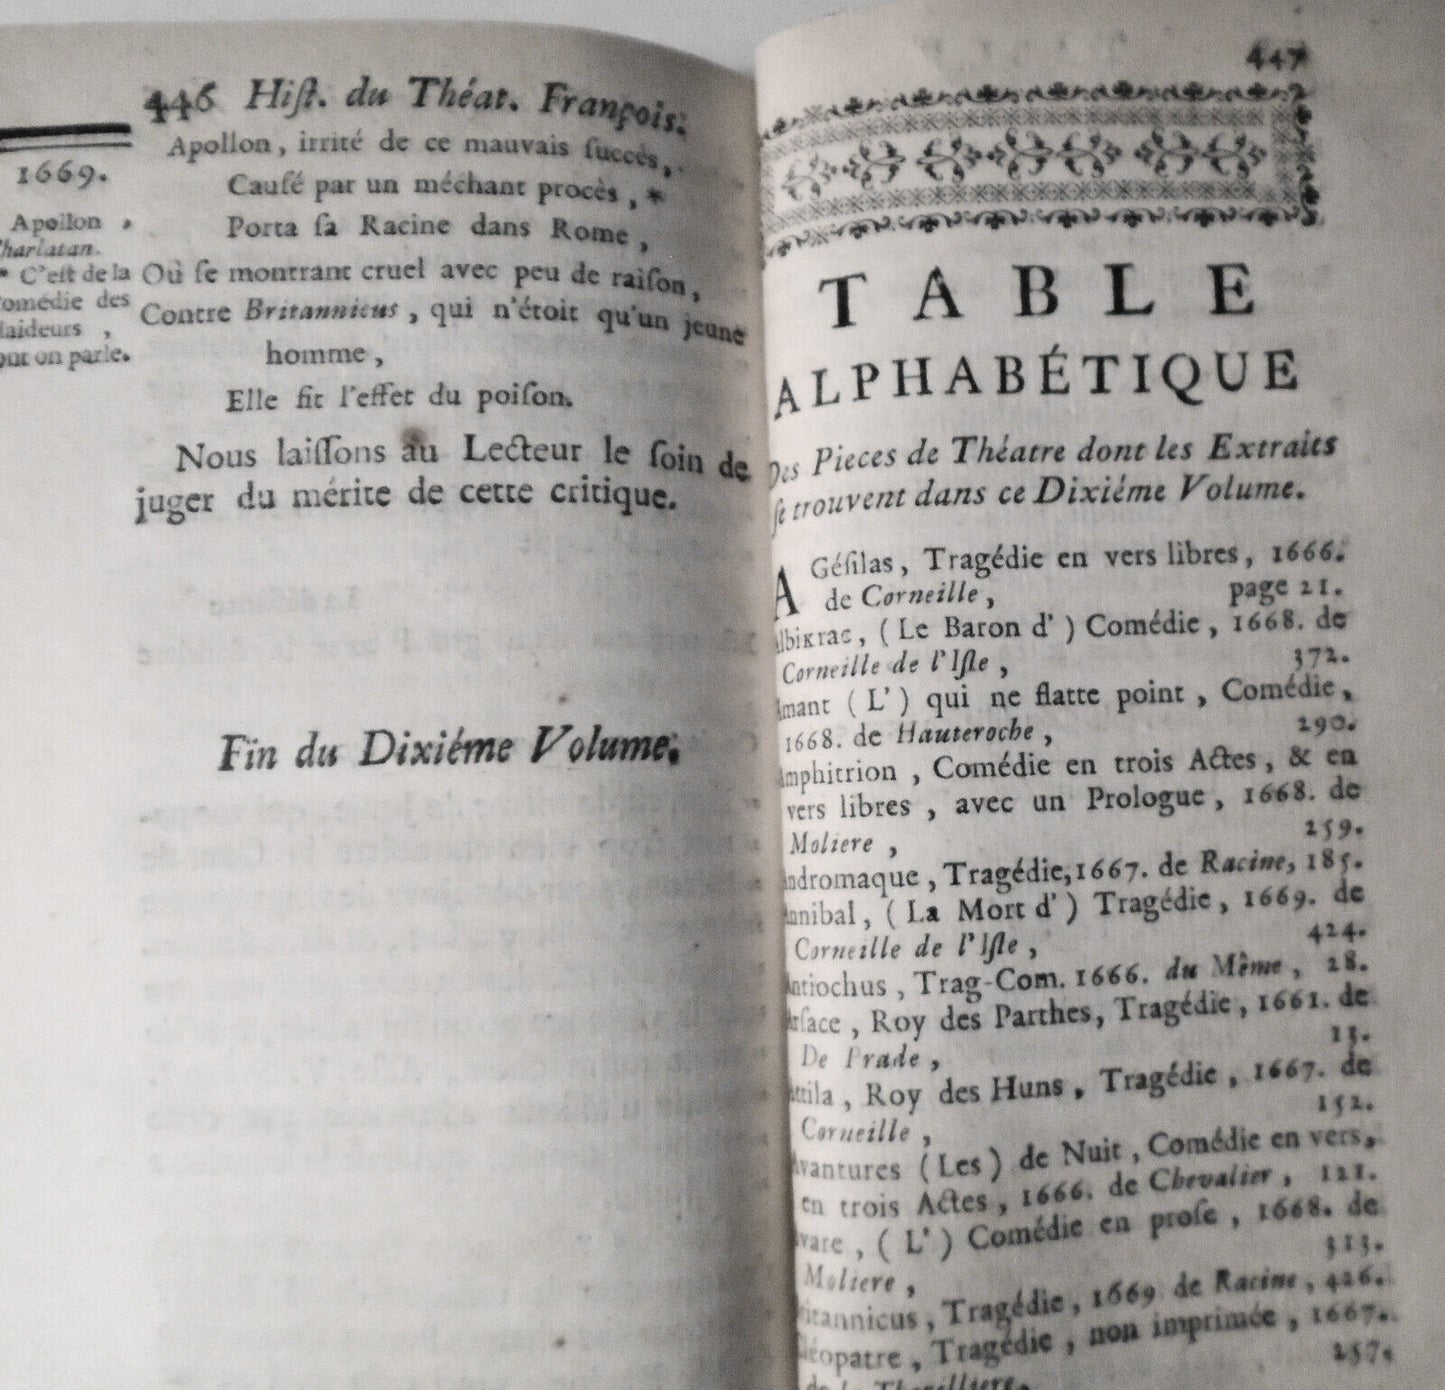 446 Hiſt. du Théat. François.
1669.
Apollon,
Charlatan.
* C'eſt de la
Comédie des
Plaideurs,
dont on parle.
Apollon, irrité de ce mauvais ſuccès,
Cauſé par un méchant procès, *
Porta ſa Racine dans Rome,
Où ſe montrant cruel avec peu de raiſon,
Contre Britannicus, qui n'étoit qu'un jeune
homme,
Elle fit l'effet du poiſon.
Nous laiſſons au Lecteur le ſoin de
juger du mérite de cette critique.
Fin du Dixiéme Volume.
447
TABLE
ALPHABÉTIQUE
Des Pieces de Théatre dont les Extraits
ſe trouvent dans ce Dixiéme Volume.
AGéſilas, Tragédie en vers libres, 1666.
de Corneille, page 21.
Albikrac, (Le Baron d') Comédie, 1668. de
Corneille de l'Iſle, 372.
Amant (L') qui ne flatte point, Comédie,
1668. de Hauteroche, 290.
Amphitrion, Comédie en trois Actes, & en
vers libres, avec un Prologue, 1668. de
Moliere, 259.
Andromaque, Tragédie, 1667. de Racine, 185.
Annibal, (La Mort d') Tragédie, 1669. de
Corneille de l'Iſle, 424.
Antiochus, Trag-Com. 1666. du Même, 28.
Arſace, Roy des Parthes, Tragédie, 1661. de
De Prade, 13.
Attila, Roy des Huns, Tragédie, 1667. de
Corneille, 152.
Avantures (Les) de Nuit, Comédie en vers,
en trois Actes, 1666. de Chevalier, 121.
Avare, (L') Comédie en proſe, 1668. de
Moliere, 313.
Britannicus, Tragédie, 1669 de Racine, 426.
Cléopatre, Tragédie, non imprimée, 1667.
de la Thorilliere. 257.